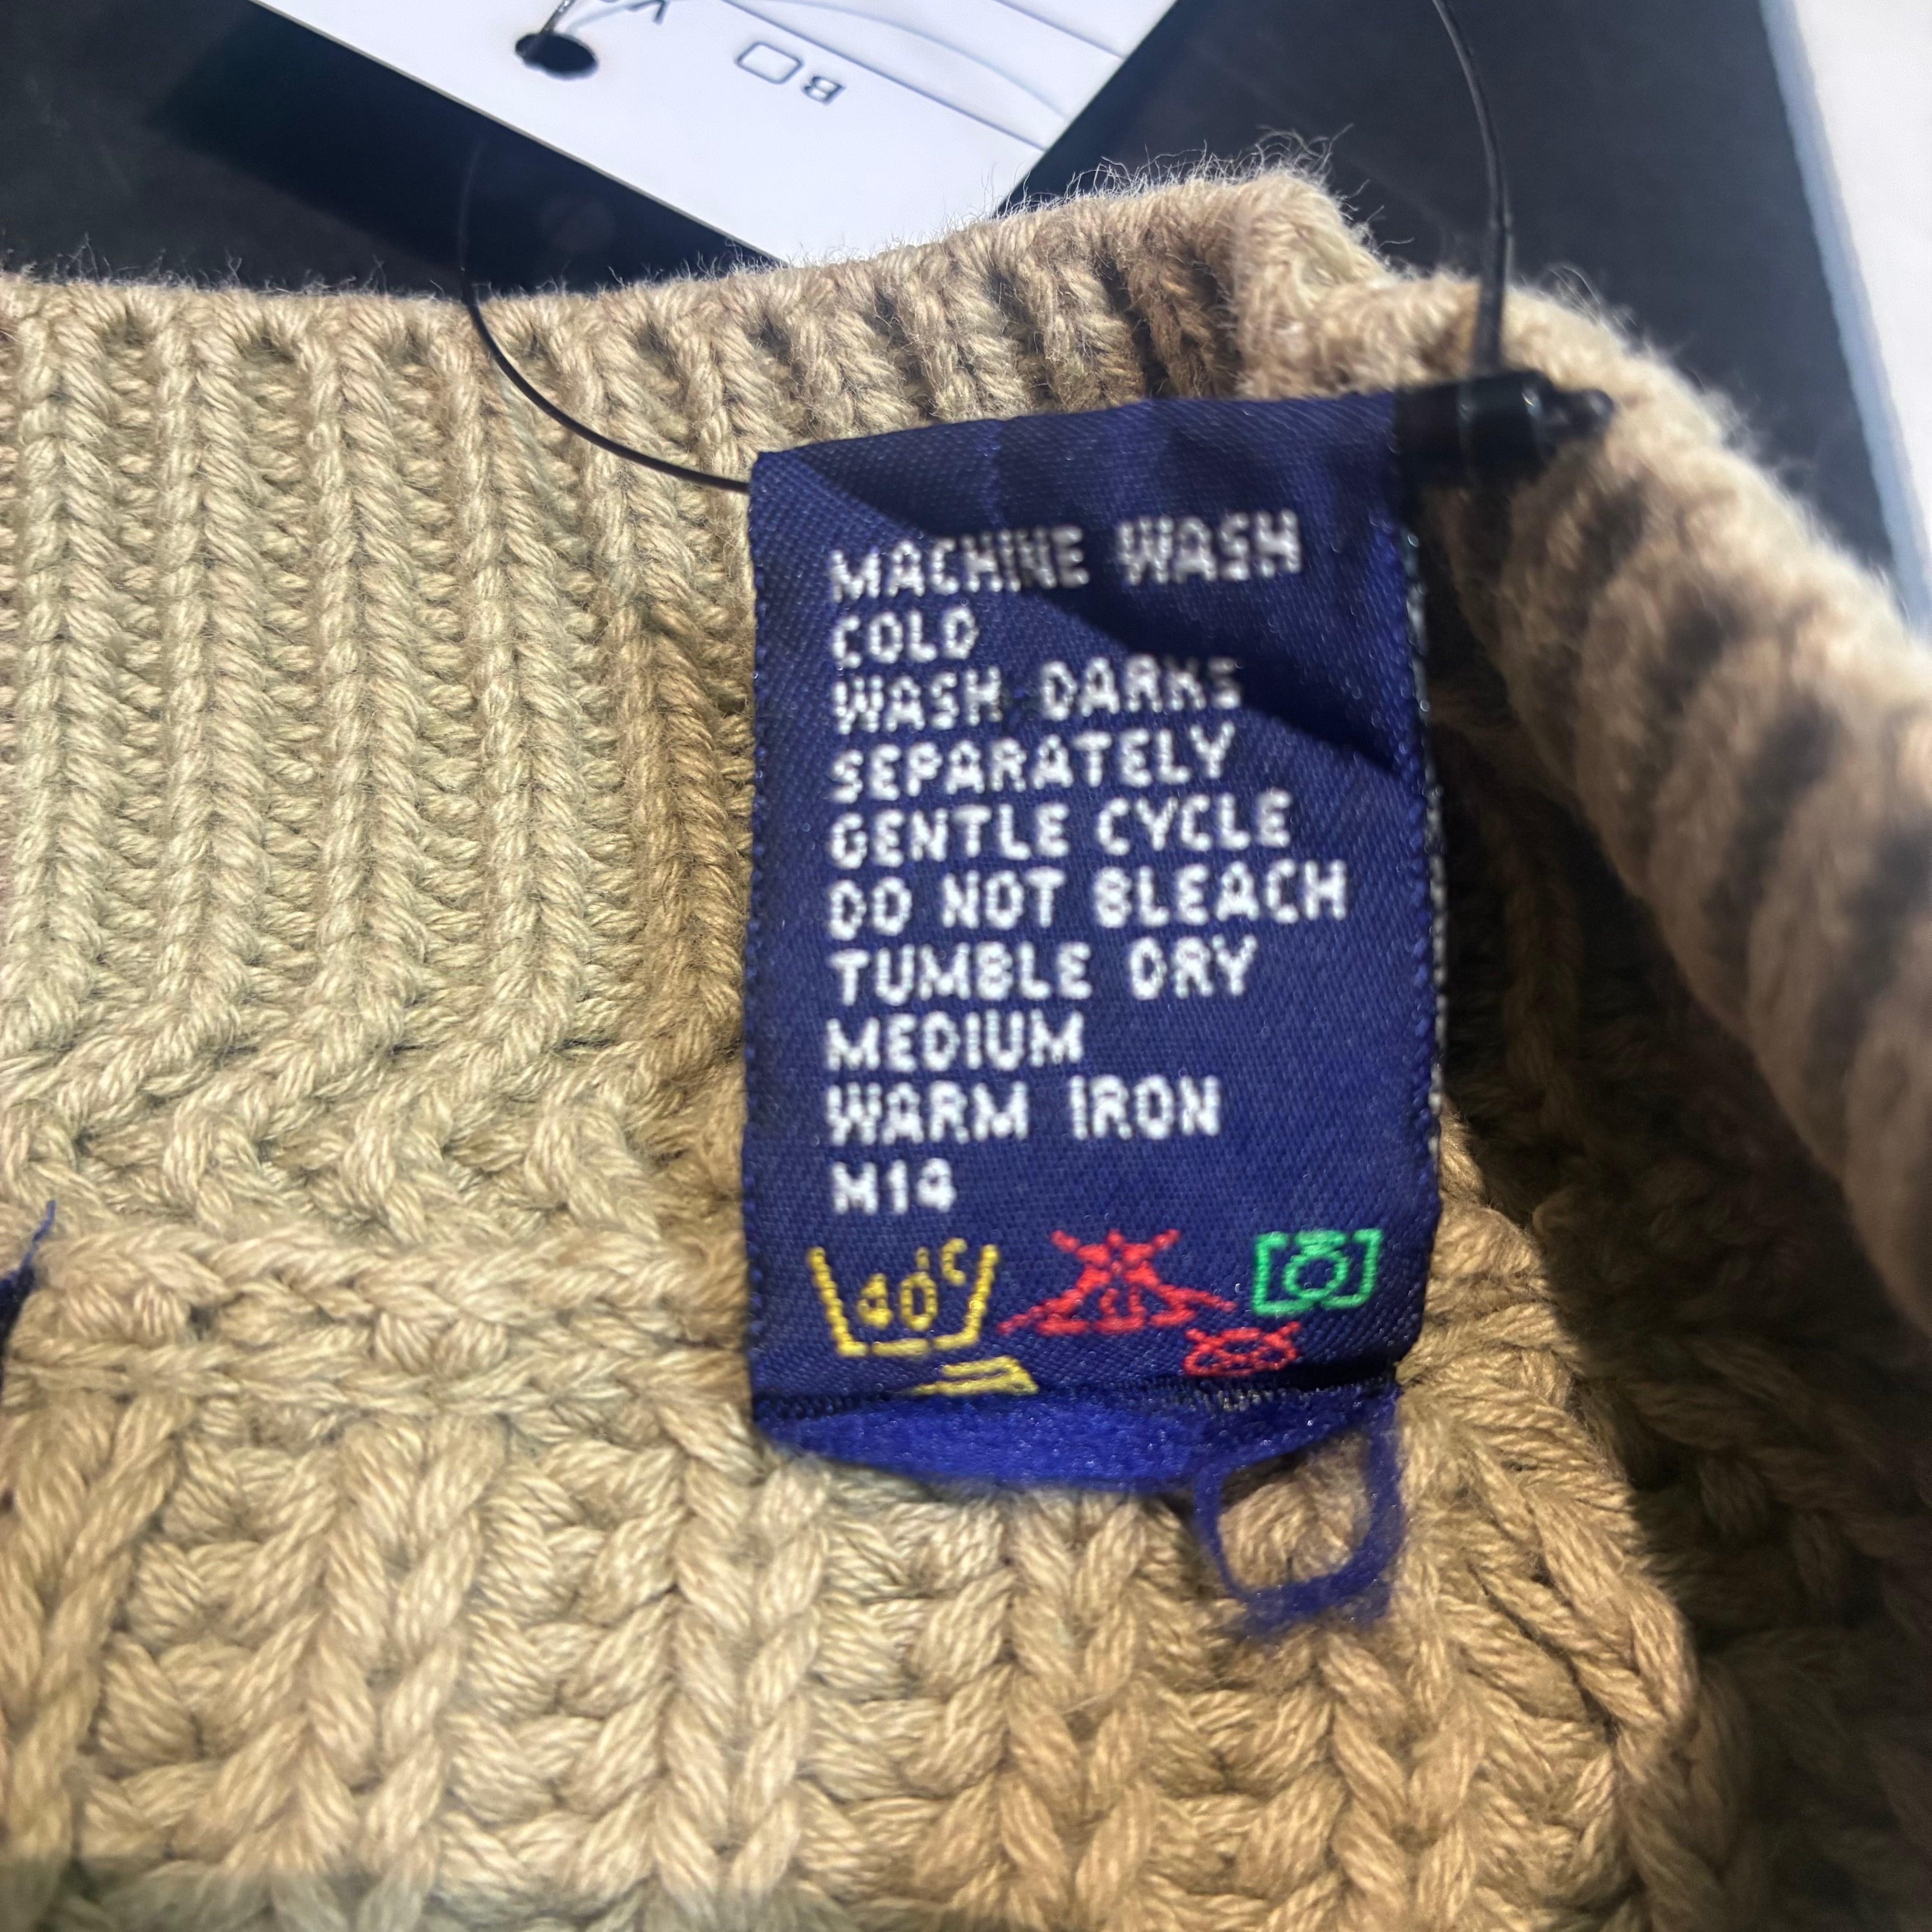 MACHINE WASH
COLD
WASH DARKS
SEPARATELY
GENTLE CYCLE
DO NOT BLEACH
TUMBLE DRY
MEDIUM
WARM IRON
M14
40°C